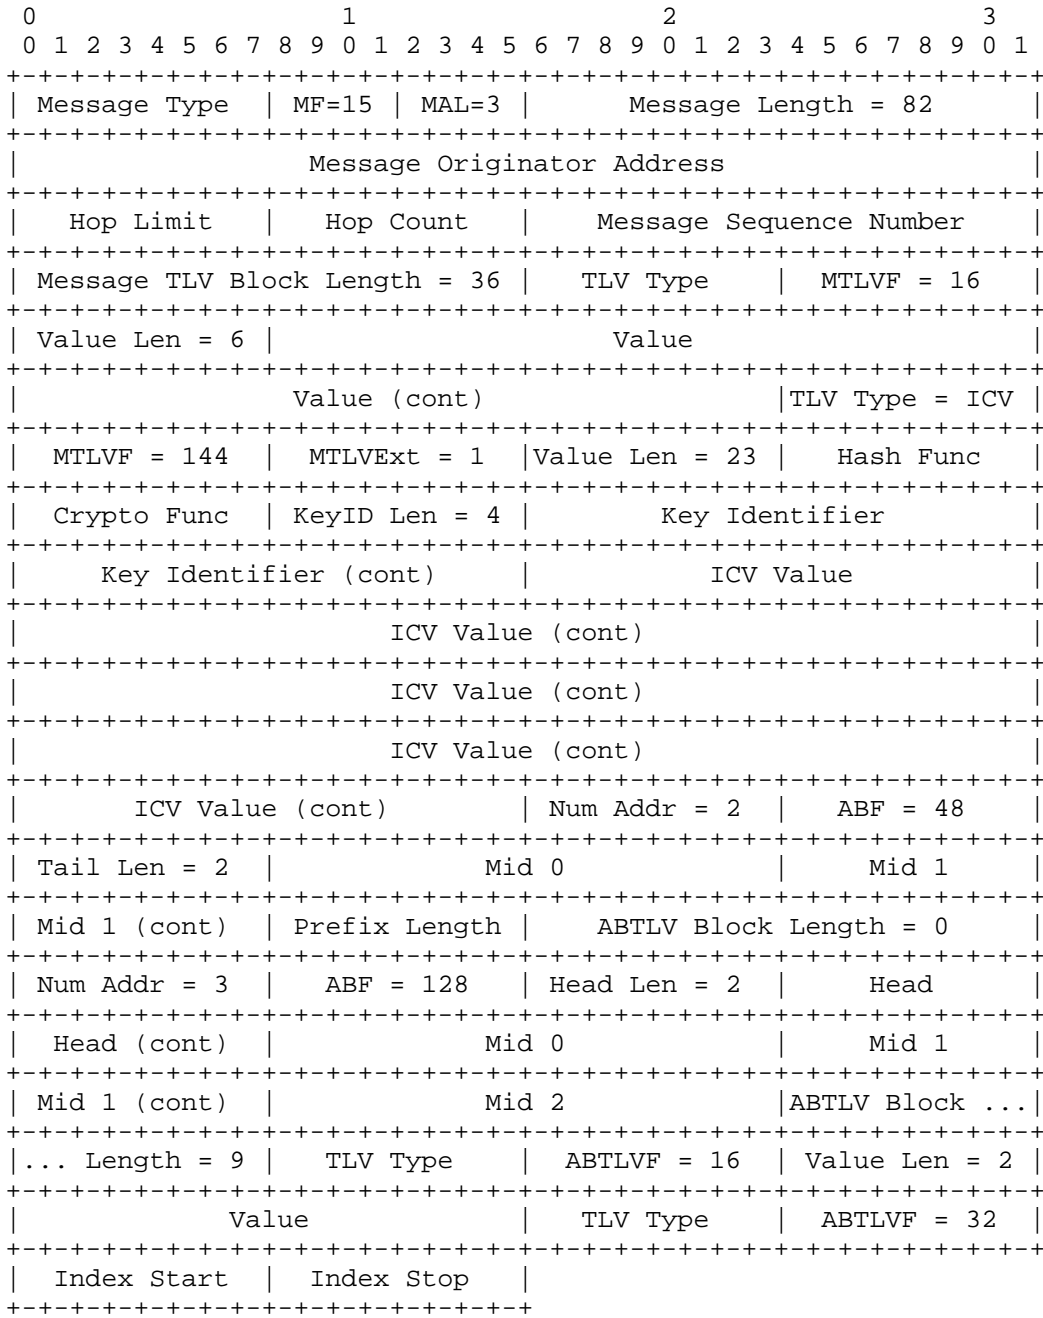 0                   1                   2                   3
 0 1 2 3 4 5 6 7 8 9 0 1 2 3 4 5 6 7 8 9 0 1 2 3 4 5 6 7 8 9 0 1
+-+-+-+-+-+-+-+-+-+-+-+-+-+-+-+-+-+-+-+-+-+-+-+-+-+-+-+-+-+-+-+-+
| Message Type  | MF=15 | MAL=3 |      Message Length = 82      |
+-+-+-+-+-+-+-+-+-+-+-+-+-+-+-+-+-+-+-+-+-+-+-+-+-+-+-+-+-+-+-+-+
|                  Message Originator Address                   |
+-+-+-+-+-+-+-+-+-+-+-+-+-+-+-+-+-+-+-+-+-+-+-+-+-+-+-+-+-+-+-+-+
|   Hop Limit   |   Hop Count   |    Message Sequence Number    |
+-+-+-+-+-+-+-+-+-+-+-+-+-+-+-+-+-+-+-+-+-+-+-+-+-+-+-+-+-+-+-+-+
| Message TLV Block Length = 36 |   TLV Type    |  MTLVF = 16   |
+-+-+-+-+-+-+-+-+-+-+-+-+-+-+-+-+-+-+-+-+-+-+-+-+-+-+-+-+-+-+-+-+
| Value Len = 6 |                     Value                     |
+-+-+-+-+-+-+-+-+-+-+-+-+-+-+-+-+-+-+-+-+-+-+-+-+-+-+-+-+-+-+-+-+
|                 Value (cont)                  |TLV Type = ICV |
+-+-+-+-+-+-+-+-+-+-+-+-+-+-+-+-+-+-+-+-+-+-+-+-+-+-+-+-+-+-+-+-+
|  MTLVF = 144  |  MTLVExt = 1  |Value Len = 23 |   Hash Func   |
+-+-+-+-+-+-+-+-+-+-+-+-+-+-+-+-+-+-+-+-+-+-+-+-+-+-+-+-+-+-+-+-+
|  Crypto Func  | KeyID Len = 4 |        Key Identifier         |
+-+-+-+-+-+-+-+-+-+-+-+-+-+-+-+-+-+-+-+-+-+-+-+-+-+-+-+-+-+-+-+-+
|     Key Identifier (cont)     |           ICV Value           |
+-+-+-+-+-+-+-+-+-+-+-+-+-+-+-+-+-+-+-+-+-+-+-+-+-+-+-+-+-+-+-+-+
|                       ICV Value (cont)                        |
+-+-+-+-+-+-+-+-+-+-+-+-+-+-+-+-+-+-+-+-+-+-+-+-+-+-+-+-+-+-+-+-+
|                       ICV Value (cont)                        |
+-+-+-+-+-+-+-+-+-+-+-+-+-+-+-+-+-+-+-+-+-+-+-+-+-+-+-+-+-+-+-+-+
|                       ICV Value (cont)                        |
+-+-+-+-+-+-+-+-+-+-+-+-+-+-+-+-+-+-+-+-+-+-+-+-+-+-+-+-+-+-+-+-+
|       ICV Value (cont)        | Num Addr = 2  |   ABF = 48    |
+-+-+-+-+-+-+-+-+-+-+-+-+-+-+-+-+-+-+-+-+-+-+-+-+-+-+-+-+-+-+-+-+
| Tail Len = 2  |             Mid 0             |     Mid 1     |
+-+-+-+-+-+-+-+-+-+-+-+-+-+-+-+-+-+-+-+-+-+-+-+-+-+-+-+-+-+-+-+-+
| Mid 1 (cont)  | Prefix Length |    ABTLV Block Length = 0     |
+-+-+-+-+-+-+-+-+-+-+-+-+-+-+-+-+-+-+-+-+-+-+-+-+-+-+-+-+-+-+-+-+
| Num Addr = 3  |   ABF = 128   | Head Len = 2  |     Head      |
+-+-+-+-+-+-+-+-+-+-+-+-+-+-+-+-+-+-+-+-+-+-+-+-+-+-+-+-+-+-+-+-+
|  Head (cont)  |             Mid 0             |     Mid 1     |
+-+-+-+-+-+-+-+-+-+-+-+-+-+-+-+-+-+-+-+-+-+-+-+-+-+-+-+-+-+-+-+-+
| Mid 1 (cont)  |             Mid 2             |ABTLV Block ...|
+-+-+-+-+-+-+-+-+-+-+-+-+-+-+-+-+-+-+-+-+-+-+-+-+-+-+-+-+-+-+-+-+
|... Length = 9 |   TLV Type    |  ABTLVF = 16  | Value Len = 2 |
+-+-+-+-+-+-+-+-+-+-+-+-+-+-+-+-+-+-+-+-+-+-+-+-+-+-+-+-+-+-+-+-+
|             Value             |   TLV Type    |  ABTLVF = 32  |
+-+-+-+-+-+-+-+-+-+-+-+-+-+-+-+-+-+-+-+-+-+-+-+-+-+-+-+-+-+-+-+-+
|  Index Start  |  Index Stop   |
+-+-+-+-+-+-+-+-+-+-+-+-+-+-+-+-+